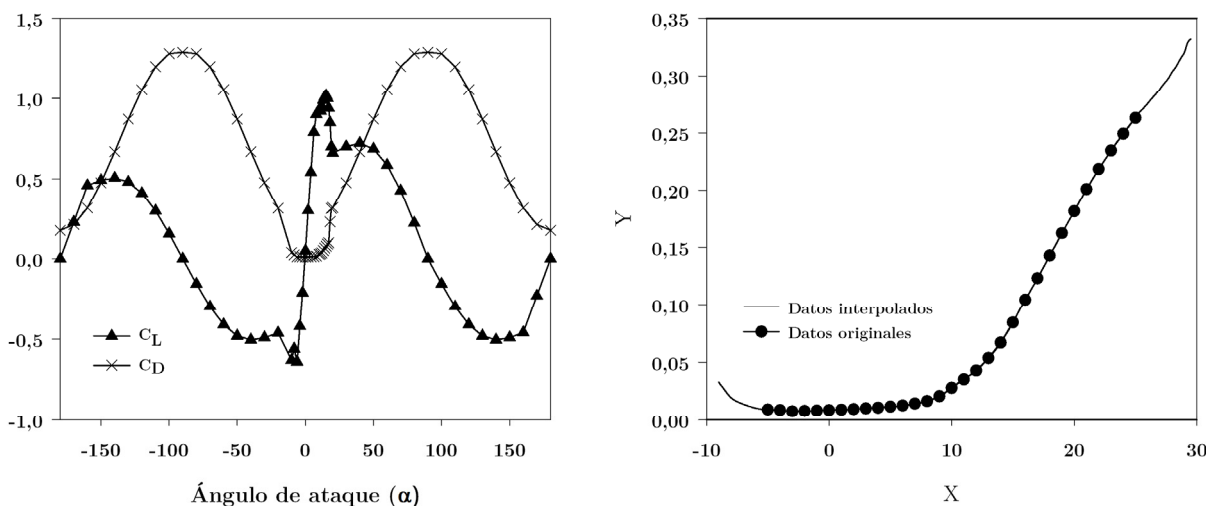 1,5
1,0
0,5
0,0
-0,5
-1,0
C_L
C_D
-150 -100 -50 0 50 100 150
Ángulo de ataque (α)
0,35
0,30
0,25
0,20
0,15
0,10
0,05
0,00
Y
Datos interpolados
Datos originales
-10 0 10 20 30
X